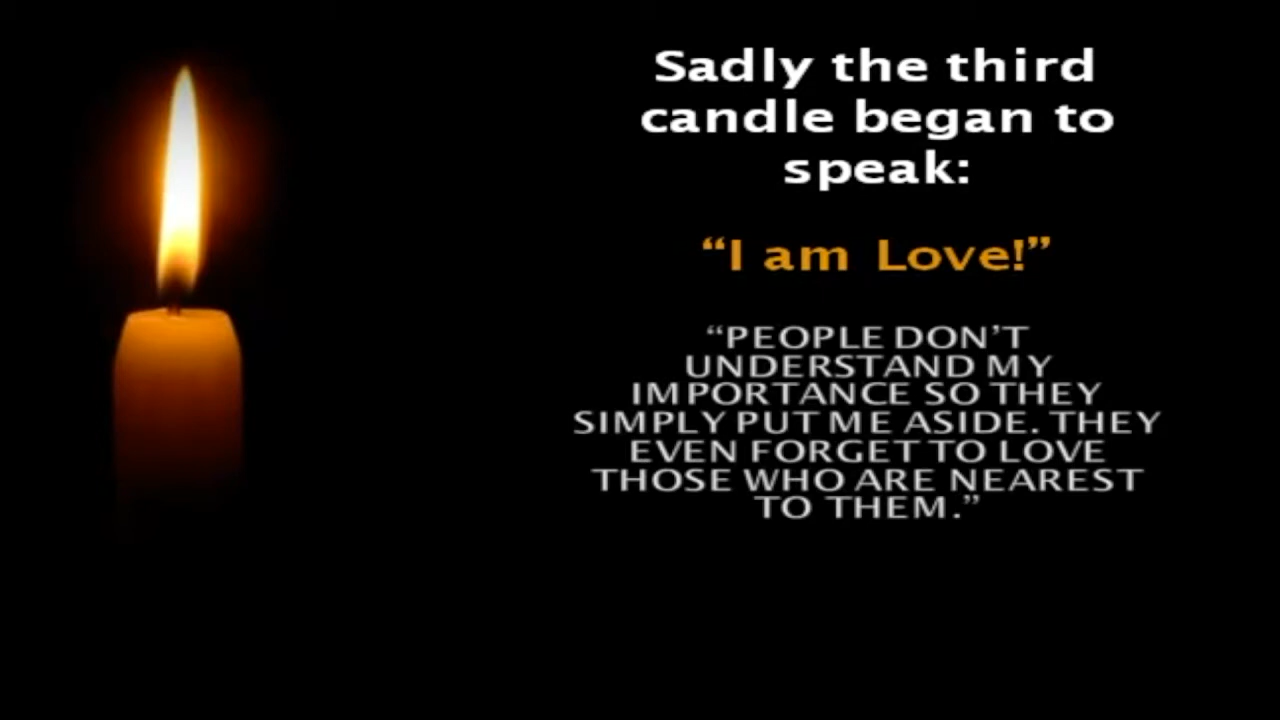 Sadly the third
candle began to
speak:
“I am Love!”
“PEOPLE DON’T
UNDERSTAND MY
IMPORTANCE SO THEY
SIMPLY PUT ME ASIDE. THEY
EVEN FORGET TO LOVE
THOSE WHO ARE NEAREST
TO THEM.”